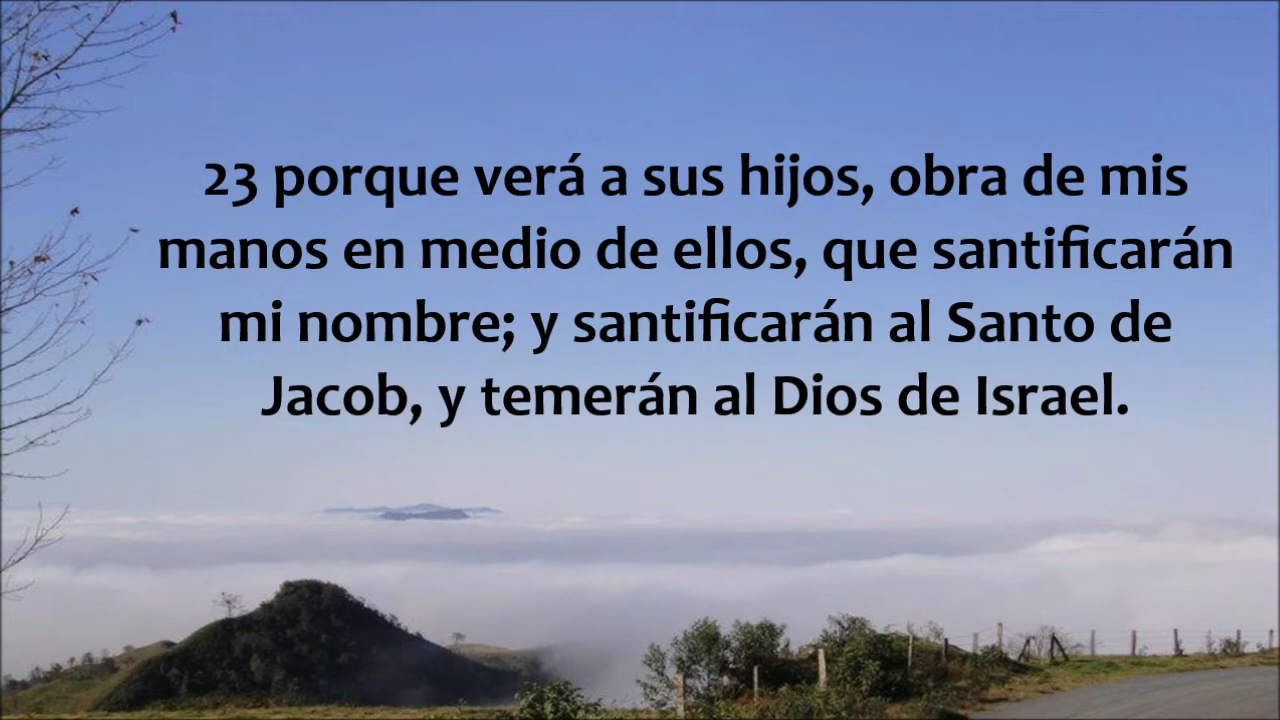 23 porque verá a sus hijos, obra de mis
manos en medio de ellos, que santificarán
mi nombre; y santificarán al Santo de
Jacob, y temerán al Dios de Israel.